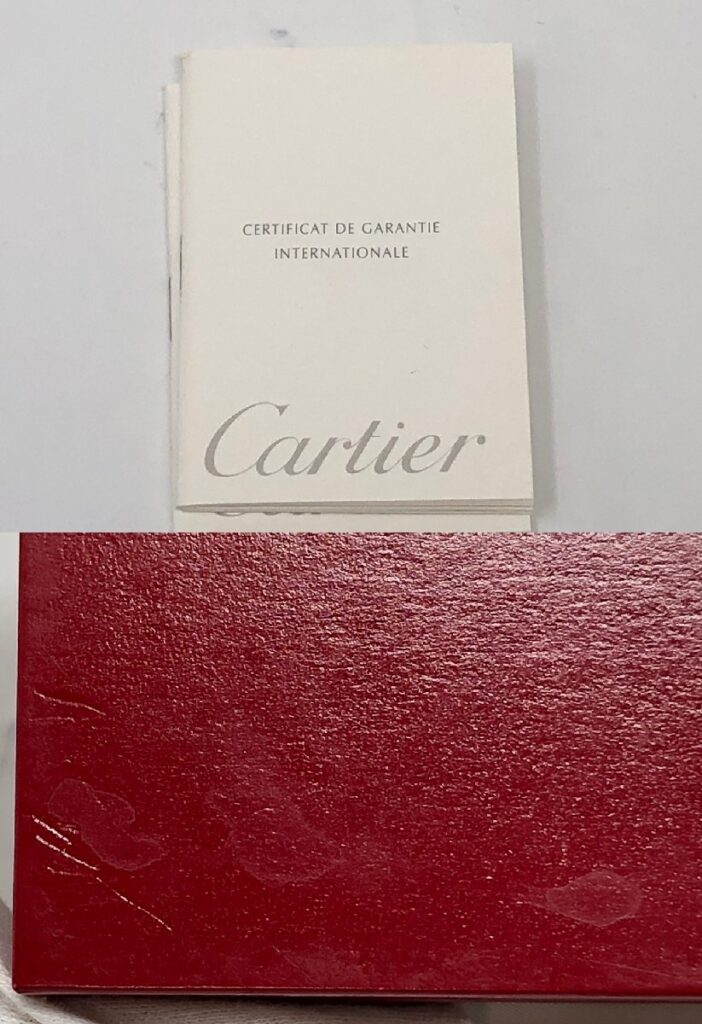 CERTIFICAT DE GARANTIE
INTERNATIONALE
Cartier